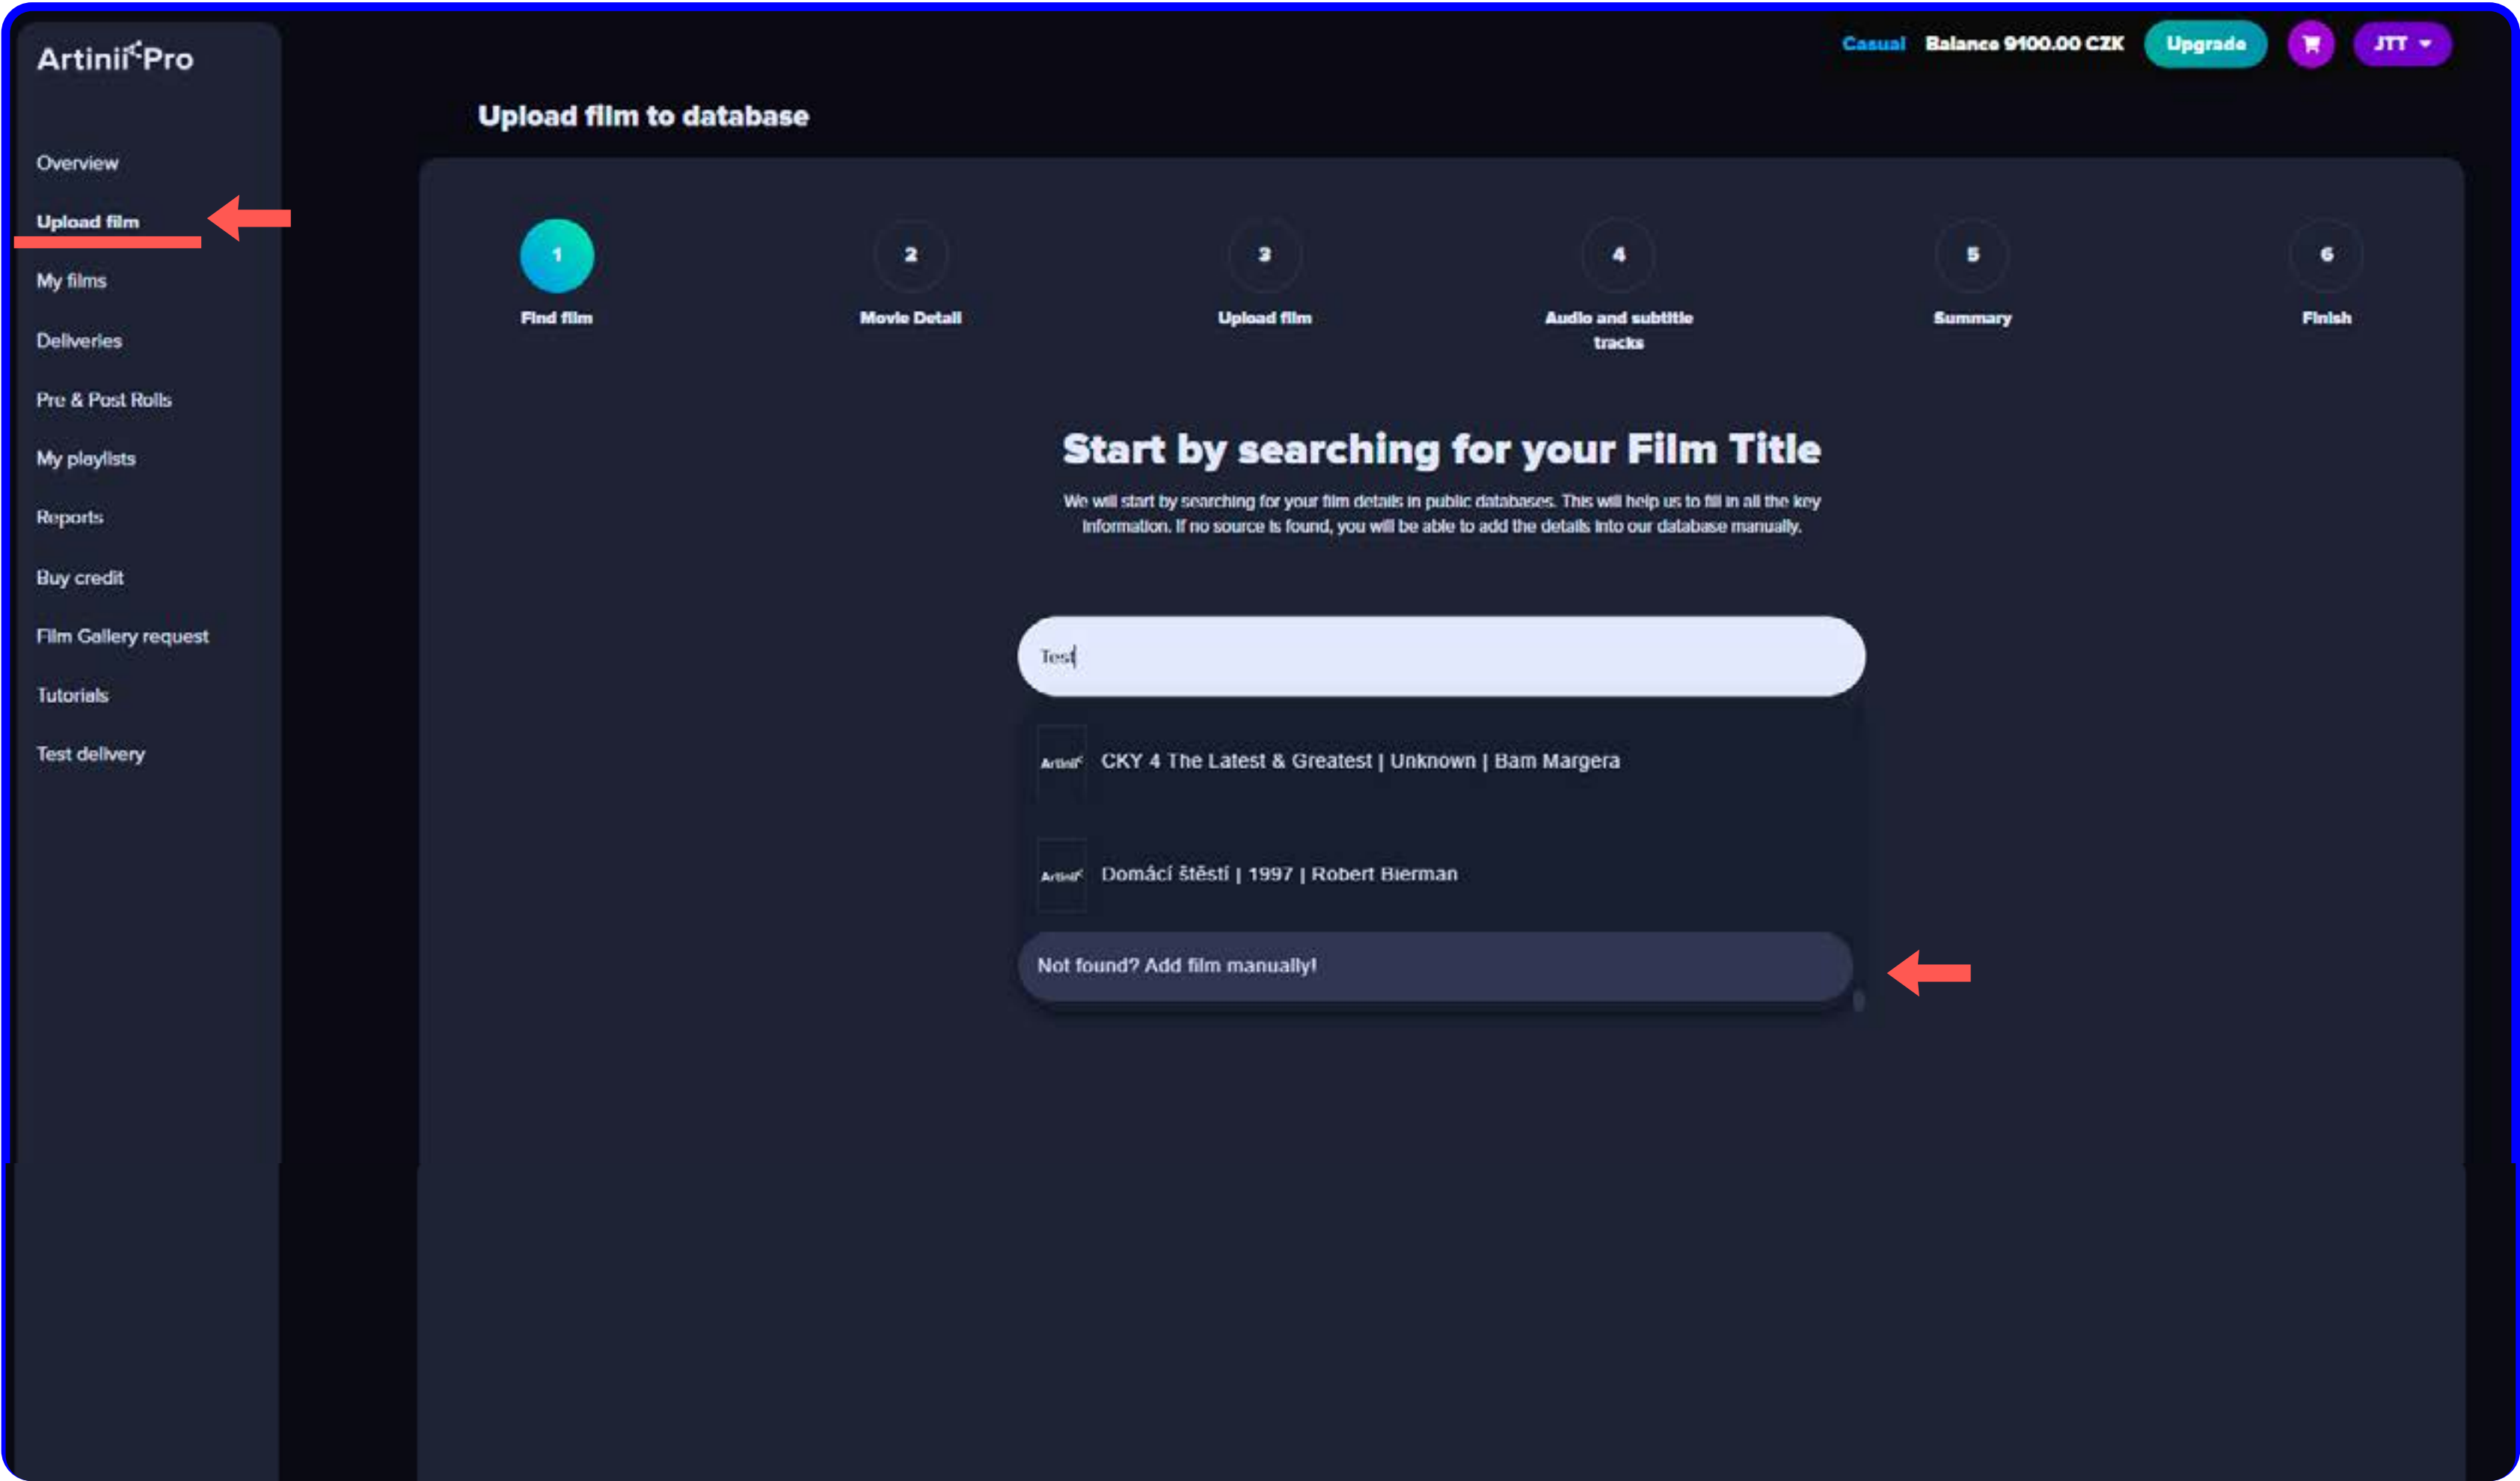 Artinii Pro
Casual Balance 9100.00 CZK Upgrade JTT
Upload film to database
Overview
Upload film
My films
Deliveries
Pre & Post Rolls
My playlists
Reports
Buy credit
Film Gallery request
Tutorials
Test delivery
1 2 3 4 5 6
Find film Movie Detail Upload film Audio and subtitle Summary Finish
tracks
Start by searching for your Film Title
We will start by searching for your film details in public databases. This will help us to fill in all the key
information. If no source is found, you will be able to add the details into our database manually.
Test
Artinii CKY 4 The Latest & Greatest | Unknown | Bam Margera
Artinii Domácí štěstí | 1997 | Robert Bierman
Not found? Add film manually!